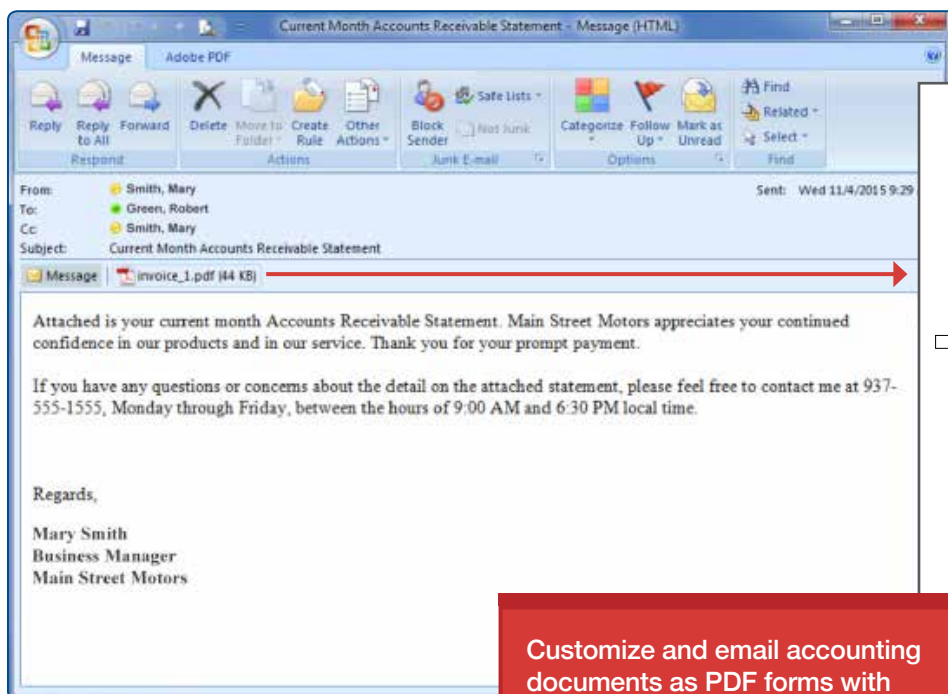 Current Month Accounts Receivable Statement - Message (HTML)
Message Adobe PDF
Reply Reply to All Forward
Respond
Delete Move to Folder Create Rule Other Actions
Actions
Block Sender Safe Lists Not Junk
Junk E-mail
Categorize Follow Up Mark as Unread
Options
Find
Related
Select
Find
From: Smith, Mary Sent: Wed 11/4/2015 9:29
To: Green, Robert
Cc: Smith, Mary
Subject: Current Month Accounts Receivable Statement
Message invoice_1.pdf (44 KB)
Attached is your current month Accounts Receivable Statement. Main Street Motors appreciates your continued
confidence in our products and in our service. Thank you for your prompt payment.
If you have any questions or concerns about the detail on the attached statement, please feel free to contact me at 937-
555-1555, Monday through Friday, between the hours of 9:00 AM and 6:30 PM local time.
Regards,
Mary Smith
Business Manager
Main Street Motors
Customize and email accounting
documents as PDF forms with